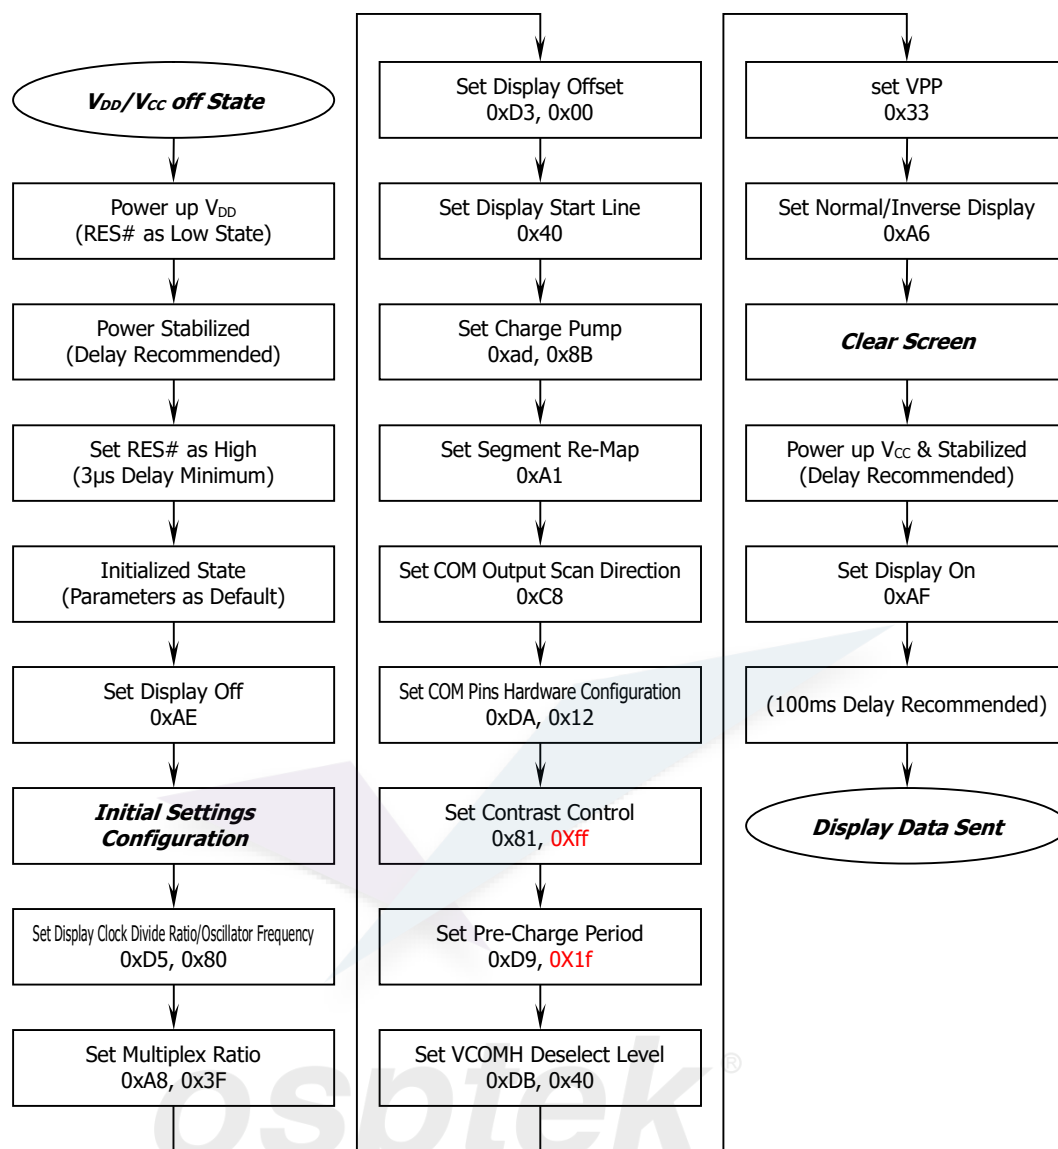 V_DD/V_CC off State
Power up V_DD
(RES# as Low State)
Power Stabilized
(Delay Recommended)
Set RES# as High
(3μs Delay Minimum)
Initialized State
(Parameters as Default)
Set Display Off
0xAE
Initial Settings
Configuration
Set Display Clock Divide Ratio/Oscillator Frequency
0xD5, 0x80
Set Multiplex Ratio
0xA8, 0x3F
Set Display Offset
0xD3, 0x00
Set Display Start Line
0x40
Set Charge Pump
0xad, 0x8B
Set Segment Re-Map
0xA1
Set COM Output Scan Direction
0xC8
Set COM Pins Hardware Configuration
0xDA, 0x12
Set Contrast Control
0x81, 0Xff
Set Pre-Charge Period
0xD9, 0X1f
Set VCOMH Deselect Level
0xDB, 0x40
set VPP
0x33
Set Normal/Inverse Display
0xA6
Clear Screen
Power up V_CC & Stabilized
(Delay Recommended)
Set Display On
0xAF
(100ms Delay Recommended)
Display Data Sent
osptek®